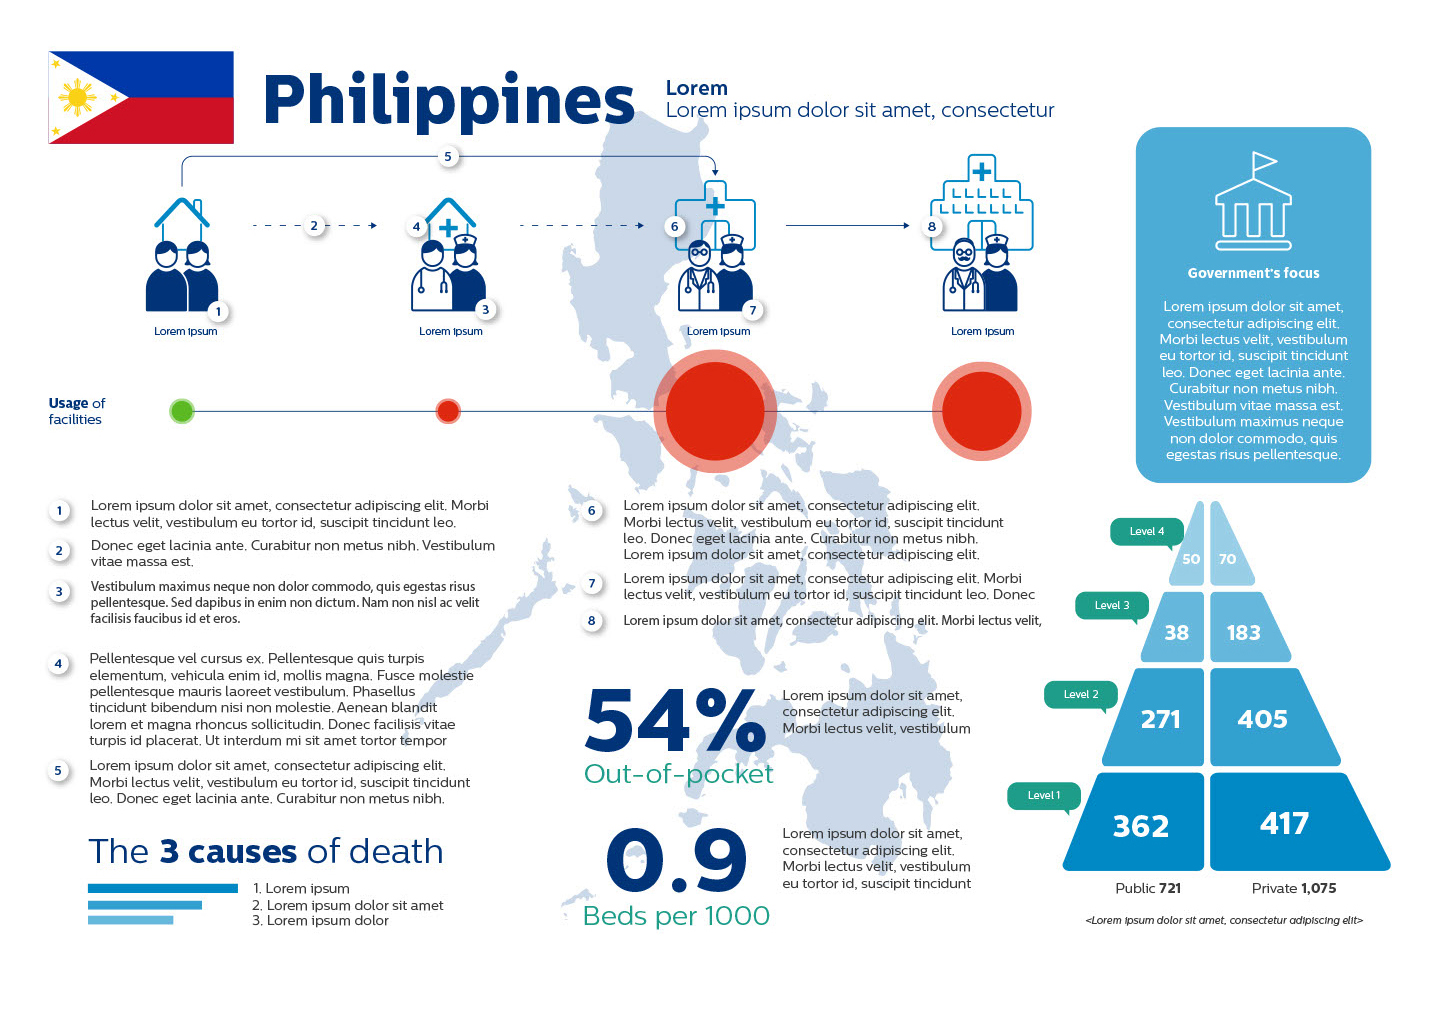 Philippines
Lorem
Lorem ipsum dolor sit amet, consectetur
5
2
4
6
8
1
3
7
Lorem ipsum
Lorem ipsum
Lorem ipsum
Lorem ipsum
Usage of
facilities
1
Lorem ipsum dolor sit amet, consectetur adipiscing elit. Morbi
lectus velit, vestibulum eu tortor id, suscipit tincidunt leo.
2
Donec eget lacinia ante. Curabitur non metus nibh. Vestibulum
vitae massa est.
3
Vestibulum maximus neque non dolor commodo, quis egestas risus
pellentesque. Sed dapibus in enim non dictum. Nam non nisl ac velit
facilisis faucibus id et eros.
4
Pellentesque vel cursus ex. Pellentesque quis turpis
elementum, vehicula enim id, mollis magna. Fusce molestie
pellentesque mauris laoreet vestibulum. Phasellus
tincidunt bibendum nisi non molestie. Aenean blandit
lorem et magna rhoncus sollicitudin. Donec facilisis vitae
turpis id placerat. Ut interdum mi sit amet tortor tempor
5
Lorem ipsum dolor sit amet, consectetur adipiscing elit.
Morbi lectus velit, vestibulum eu tortor id, suscipit tincidunt
leo. Donec eget lacinia ante. Curabitur non metus nibh.
The 3 causes of death
1. Lorem ipsum
2. Lorem ipsum dolor sit amet
3. Lorem ipsum dolor
6
Lorem ipsum dolor sit amet, consectetur adipiscing elit.
Morbi lectus velit, vestibulum eu tortor id, suscipit tincidunt
leo. Donec eget lacinia ante. Curabitur non metus nibh.
Lorem ipsum dolor sit amet, consectetur adipiscing elit.
7
Lorem ipsum dolor sit amet, consectetur adipiscing elit. Morbi
lectus velit, vestibulum eu tortor id, suscipit tincidunt leo. Donec
8
Lorem ipsum dolor sit amet, consectetur adipiscing elit. Morbi lectus velit,
54%
Out-of-pocket
Lorem ipsum dolor sit amet,
consectetur adipiscing elit.
Morbi lectus velit, vestibulum
0.9
Beds per 1000
Lorem ipsum dolor sit amet,
consectetur adipiscing elit.
Morbi lectus velit, vestibulum
eu tortor id, suscipit tincidunt
Government's focus
Lorem ipsum dolor sit amet,
consectetur adipiscing elit.
Morbi lectus velit, vestibulum
eu tortor id, suscipit tincidunt
leo. Donec eget lacinia ante.
Curabitur non metus nibh.
Vestibulum vitae massa est.
Vestibulum maximus neque
non dolor commodo, quis
egestas risus pellentesque.
Level 4
50 70
Level 3
38 183
Level 2
271 405
Level 1
362 417
Public 721 Private 1,075
<Lorem ipsum dolor sit amet, consectetur adipiscing elit>